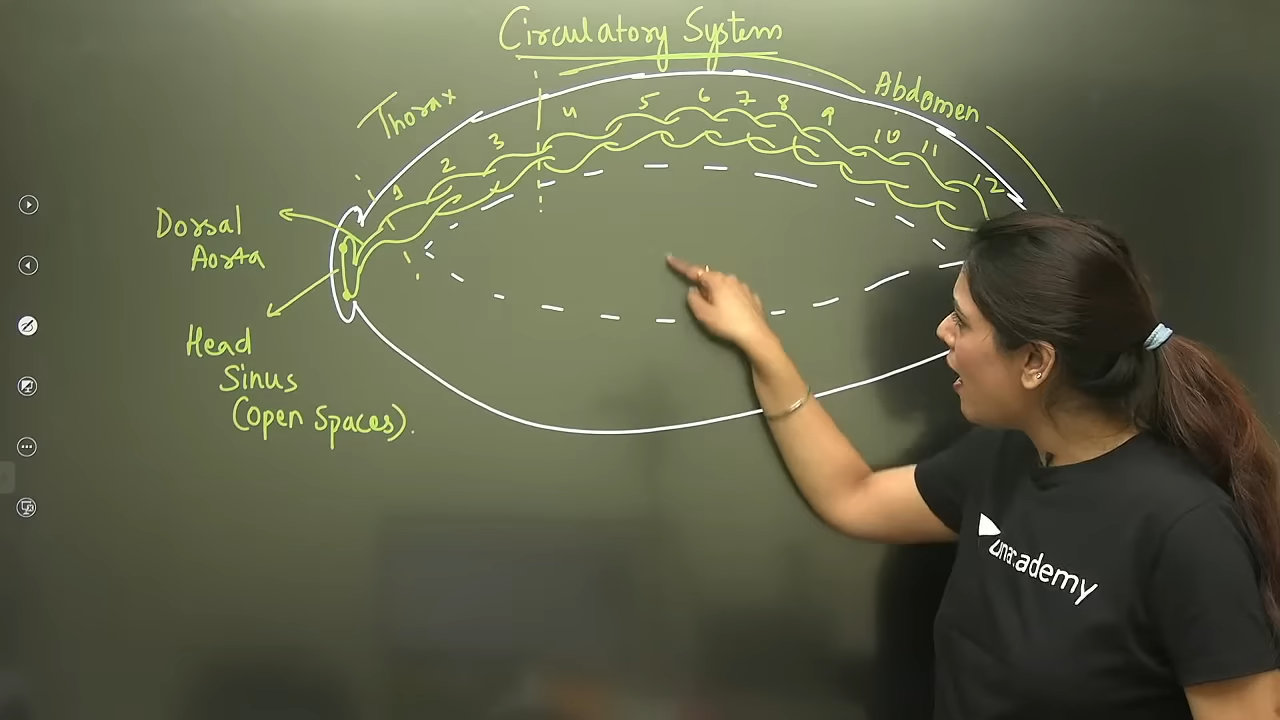 Circulatory System
Thorax
Abdomen
1 2 3 4 5 6 7 8 9 10 11 12
Dorsal
Aorta
Head
Sinus
(open spaces).
unacademy